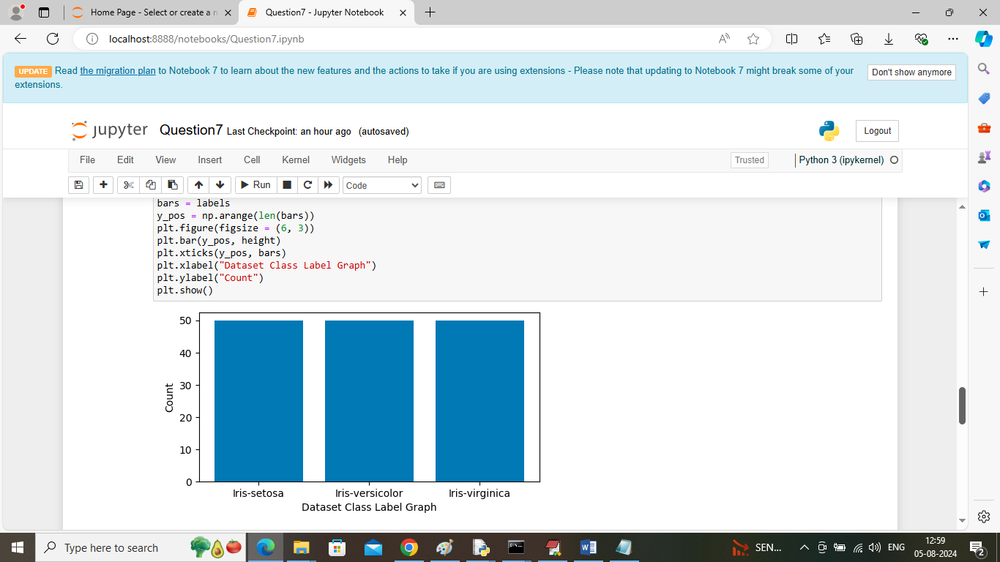 Home Page - Select or create a n
Question7 - Jupyter Notebook
localhost:8888/notebooks/Question7.ipynb
UPDATE Read the migration plan to Notebook 7 to learn about the new features and the actions to take if you are using extensions - Please note that updating to Notebook 7 might break some of your
extensions.
Don't show anymore
jupyter Question7 Last Checkpoint: an hour ago (autosaved)
Logout
File Edit View Insert Cell Kernel Widgets Help
Trusted
Python 3 (ipykernel)
Run
Code
bars = labels
y_pos = np.arange(len(bars))
plt.figure(figsize = (6, 3))
plt.bar(y_pos, height)
plt.xticks(y_pos, bars)
plt.xlabel("Dataset Class Label Graph")
plt.ylabel("Count")
plt.show()
50
40
30
20
10
0
Count
Iris-setosa Iris-versicolor Iris-virginica
Dataset Class Label Graph
Type here to search
SEN...
ENG
12:59
05-08-2024
2